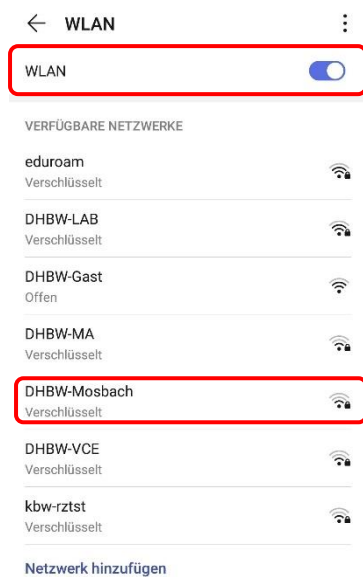 WLAN
WLAN
VERFÜGBARE NETZWERKE
eduroam
Verschlüsselt
DHBW-LAB
Verschlüsselt
DHBW-Gast
Offen
DHBW-MA
Verschlüsselt
DHBW-Mosbach
Verschlüsselt
DHBW-VCE
Verschlüsselt
kbw-rztst
Verschlüsselt
Netzwerk hinzufügen